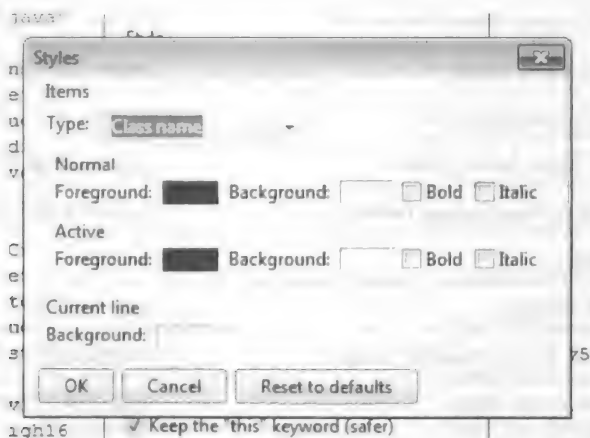 Styles
Items
Type: Class name
Normal
Foreground: Background: Bold Italic
Active
Foreground: Background: Bold Italic
Current line
Background:
OK Cancel Reset to defaults
Keep the "this" keyword (safer)
igh16
75